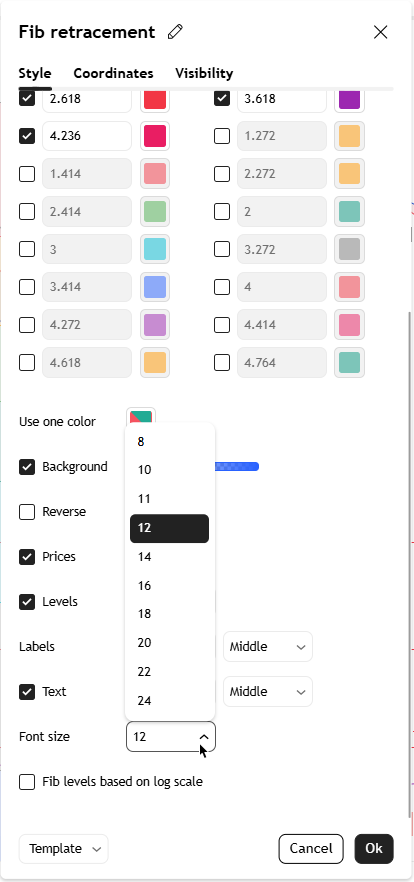 Fib retracement
Style Coordinates Visibility
2.618 3.618
4.236 1.272
1.414 2.272
2.414 2
3 3.272
3.414 4
4.272 4.414
4.618 4.764
Use one color
8
Background
10
11
Reverse
12
Prices
14
16
Levels
18
Labels
20
Middle
22
Text
Middle
24
Font size
12
Fib levels based on log scale
Template Cancel Ok